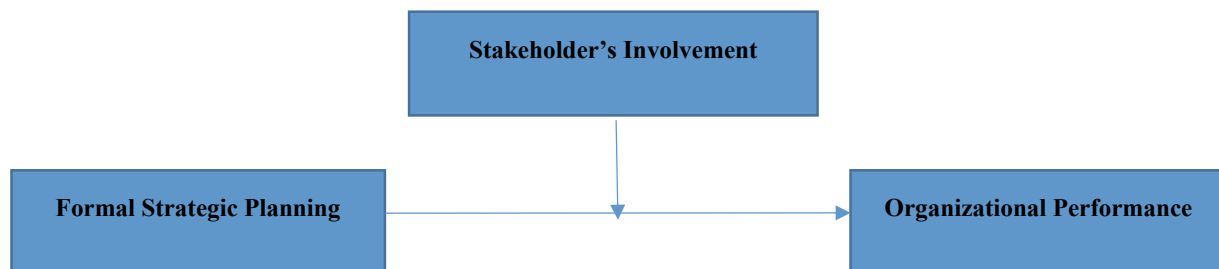 Stakeholder’s Involvement
Formal Strategic Planning
Organizational Performance